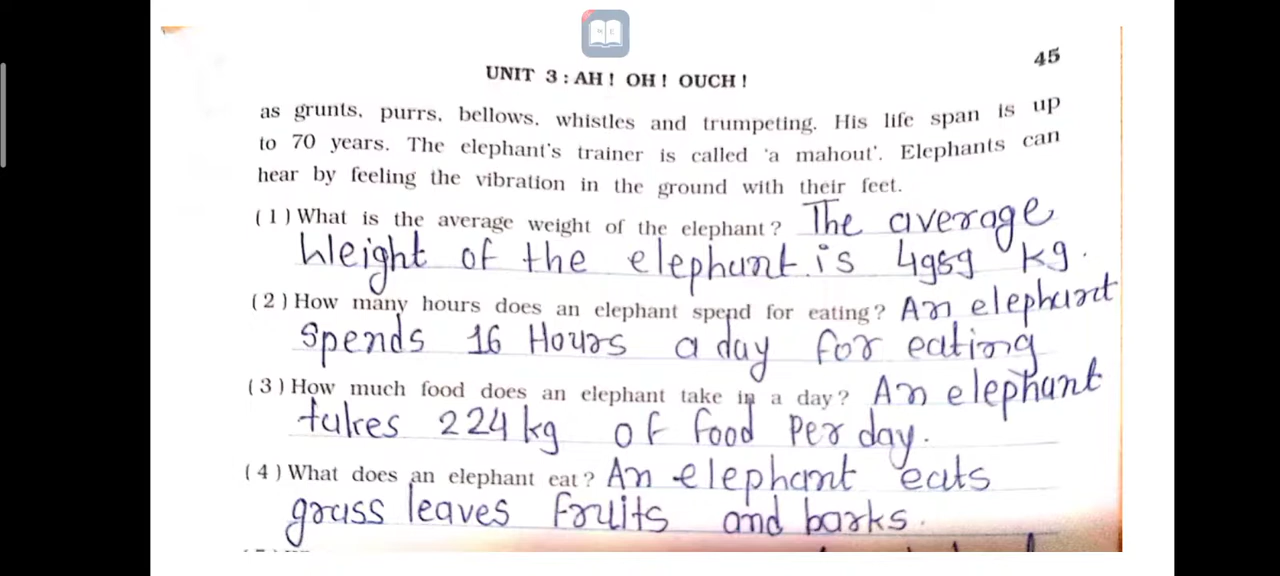 45
UNIT 3 : AH ! OH ! OUCH !
as grunts, purrs, bellows, whistles and trumpeting. His life span is up
to 70 years. The elephant's trainer is called 'a mahout'. Elephants can
hear by feeling the vibration in the ground with their feet.
( 1 ) What is the average weight of the elephant ? The average
Weight of the elephant is 4989 kg.
( 2 ) How many hours does an elephant spend for eating ? An elephant
Spends 16 Hours a day for eating
( 3 ) How much food does an elephant take in a day ? An elephant
takes 224 kg of food Per day.
( 4 ) What does an elephant eat ? An elephant eats
grass leaves Fruits and barks.